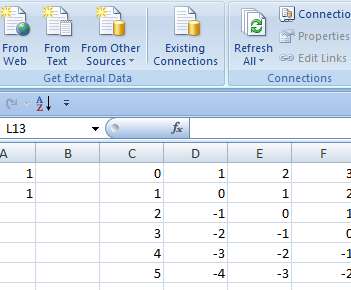 From Web
From Text
From Other Sources
Existing Connections
Refresh All
Connectio
Properties
Edit Links
Get External Data
Connections
A Z
L13
fx
A B C D E F
1 0 1 2 3
1 1 0 1 2
2 -1 0 1
3 -2 -1 0
4 -3 -2 -1
5 -4 -3 -2